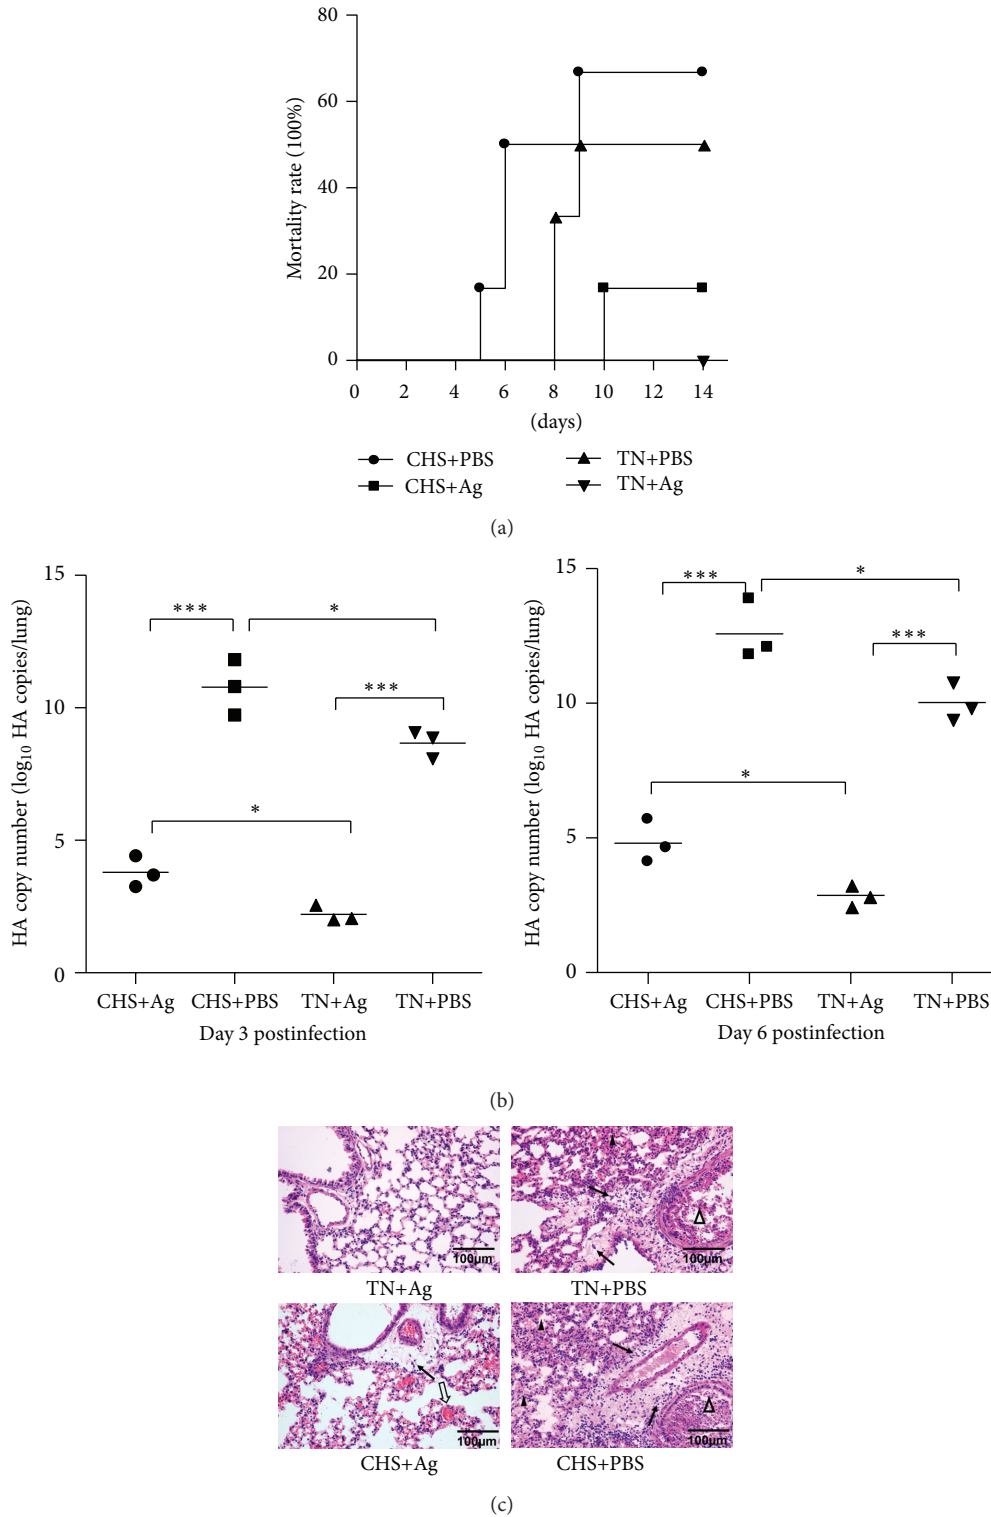 80
60
40
20
0
Mortality rate (100%)
0 2 4 6 8 10 12 14
(days)
CHS+PBS TN+PBS
CHS+Ag TN+Ag
(a)
15
10
5
0
HA copy number (log10 HA copies/lung)
*** *
***
*
CHS+Ag CHS+PBS TN+Ag TN+PBS
Day 3 postinfection
15
10
5
0
HA copy number (log10 HA copies/lung)
*** *
***
*
CHS+Ag CHS+PBS TN+Ag TN+PBS
Day 6 postinfection
(b)
100µm
TN+Ag
100µm
TN+PBS
100µm
CHS+Ag
100µm
CHS+PBS
(c)